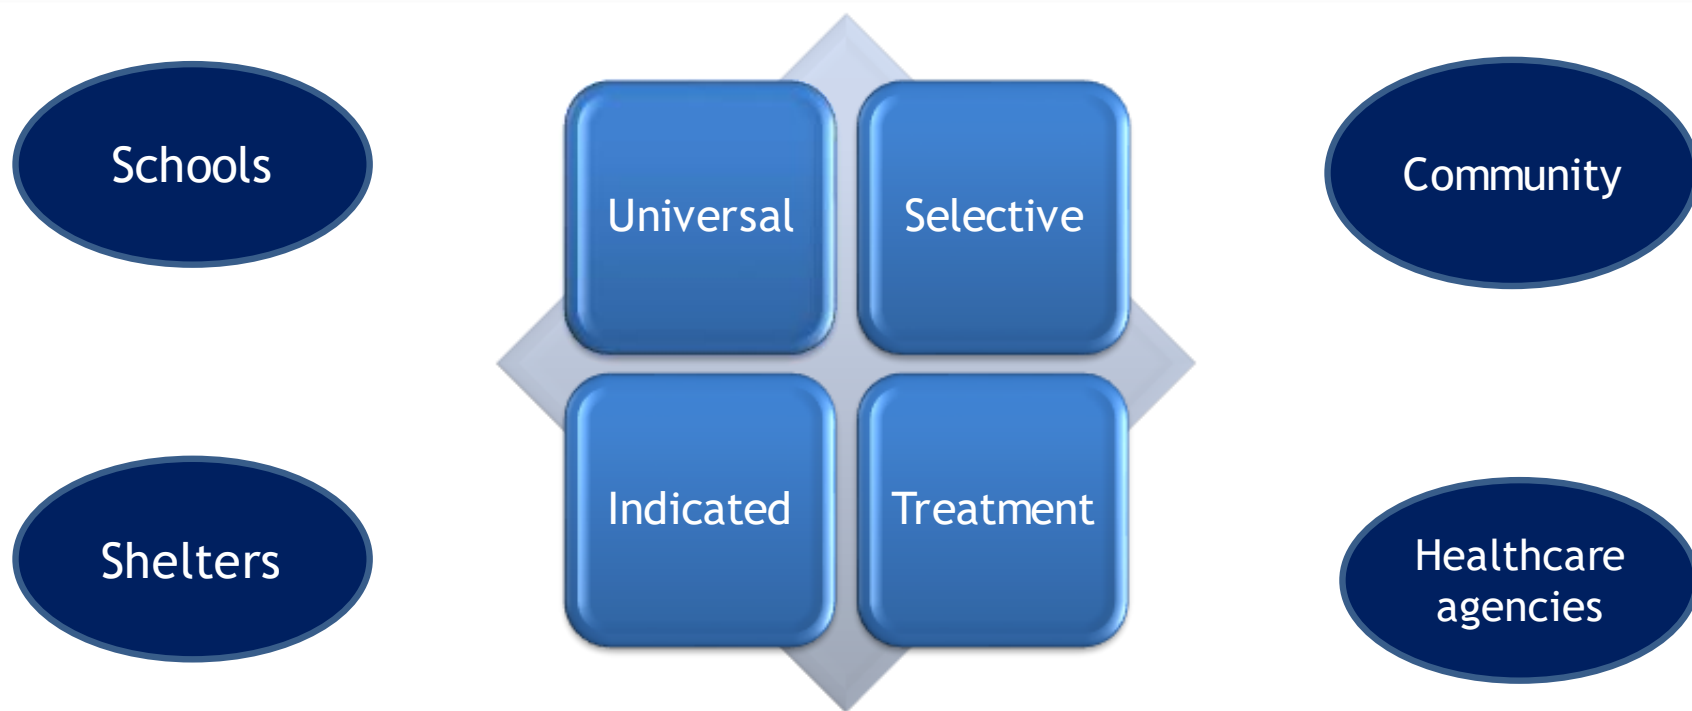 Schools
Universal
Selective
Community
Shelters
Indicated
Treatment
Healthcare
agencies